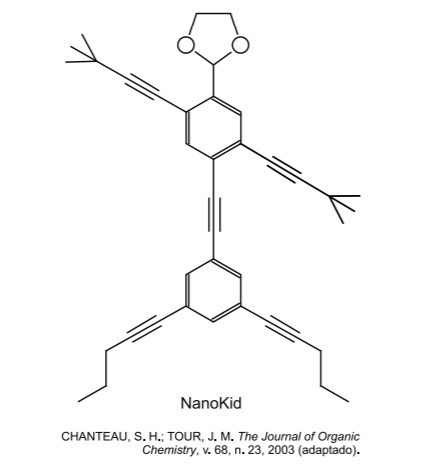 O O
NanoKid
CHANTEAU, S. H.; TOUR, J. M. The Journal of Organic
Chemistry, v. 68, n. 23, 2003 (adaptado).